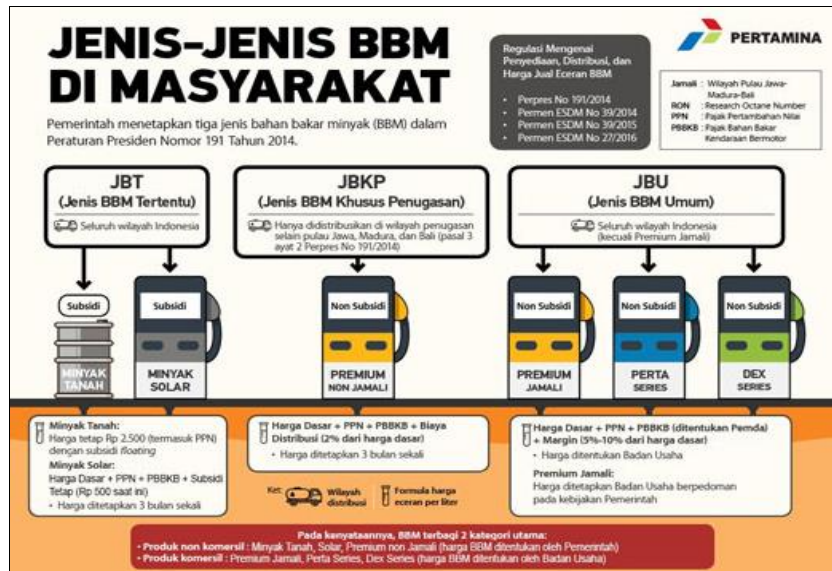 JENIS-JENIS BBM
DI MASYARAKAT
Pemerintah menetapkan tiga jenis bahan bakar minyak (BBM) dalam
Peraturan Presiden Nomor 191 Tahun 2014.
Regulasi Mengenai
Penyediaan, Distribusi, dan
Harga Jual Eceran BBM
• Perpres No 191/2014
• Permen ESDM No 39/2014
• Permen ESDM No 39/2015
• Permen ESDM No 27/2016
PERTAMINA
Jamali : Wilayah Pulau Jawa-
Madura-Bali
RON : Research Octane Number
PPN : Pajak Pertambahan Nilai
PBBKB : Pajak Bahan Bakar
Kendaraan Bermotor
JBT
(Jenis BBM Tertentu)
Seluruh wilayah Indonesia
JBKP
(Jenis BBM Khusus Penugasan)
Hanya didistribusikan di wilayah penugasan
selain pulau Jawa, Madura, dan Bali (pasal 3
ayat 2 Perpres No 191/2014)
JBU
(Jenis BBM Umum)
Seluruh wilayah Indonesia
(kecuali Premium Jamali)
Subsidi
MINYAK
TANAH
Subsidi
MINYAK
SOLAR
Non Subsidi
PREMIUM
NON JAMALI
Non Subsidi
PREMIUM
JAMALI
Non Subsidi
PERTA
SERIES
Non Subsidi
DEX
SERIES
Minyak Tanah:
Harga tetap Rp 2.500 (termasuk PPN)
dengan subsidi floating
Minyak Solar:
Harga Dasar + PPN + PBBKB + Subsidi
Tetap (Rp 500 saat ini)
• Harga ditetapkan 3 bulan sekali
Harga Dasar + PPN + PBBKB + Biaya
Distribusi (2% dari harga dasar)
• Harga ditetapkan 3 bulan sekali
Harga Dasar + PPN + PBBKB (ditentukan Pemda)
+ Margin (5%-10% dari harga dasar)
• Harga ditentukan Badan Usaha
Premium Jamali:
Harga ditetapkan Badan Usaha berpedoman
pada kebijakan Pemerintah
Ket:
Wilayah
distribusi
Formula harga
eceran per liter
Pada kenyataannya, BBM terbagi 2 kategori utama:
• Produk non komersil : Minyak Tanah, Solar, Premium non Jamali (harga BBM ditentukan oleh Pemerintah)
• Produk komersil : Premium Jamali, Perta Series, Dex Series (harga BBM ditentukan oleh Badan Usaha)